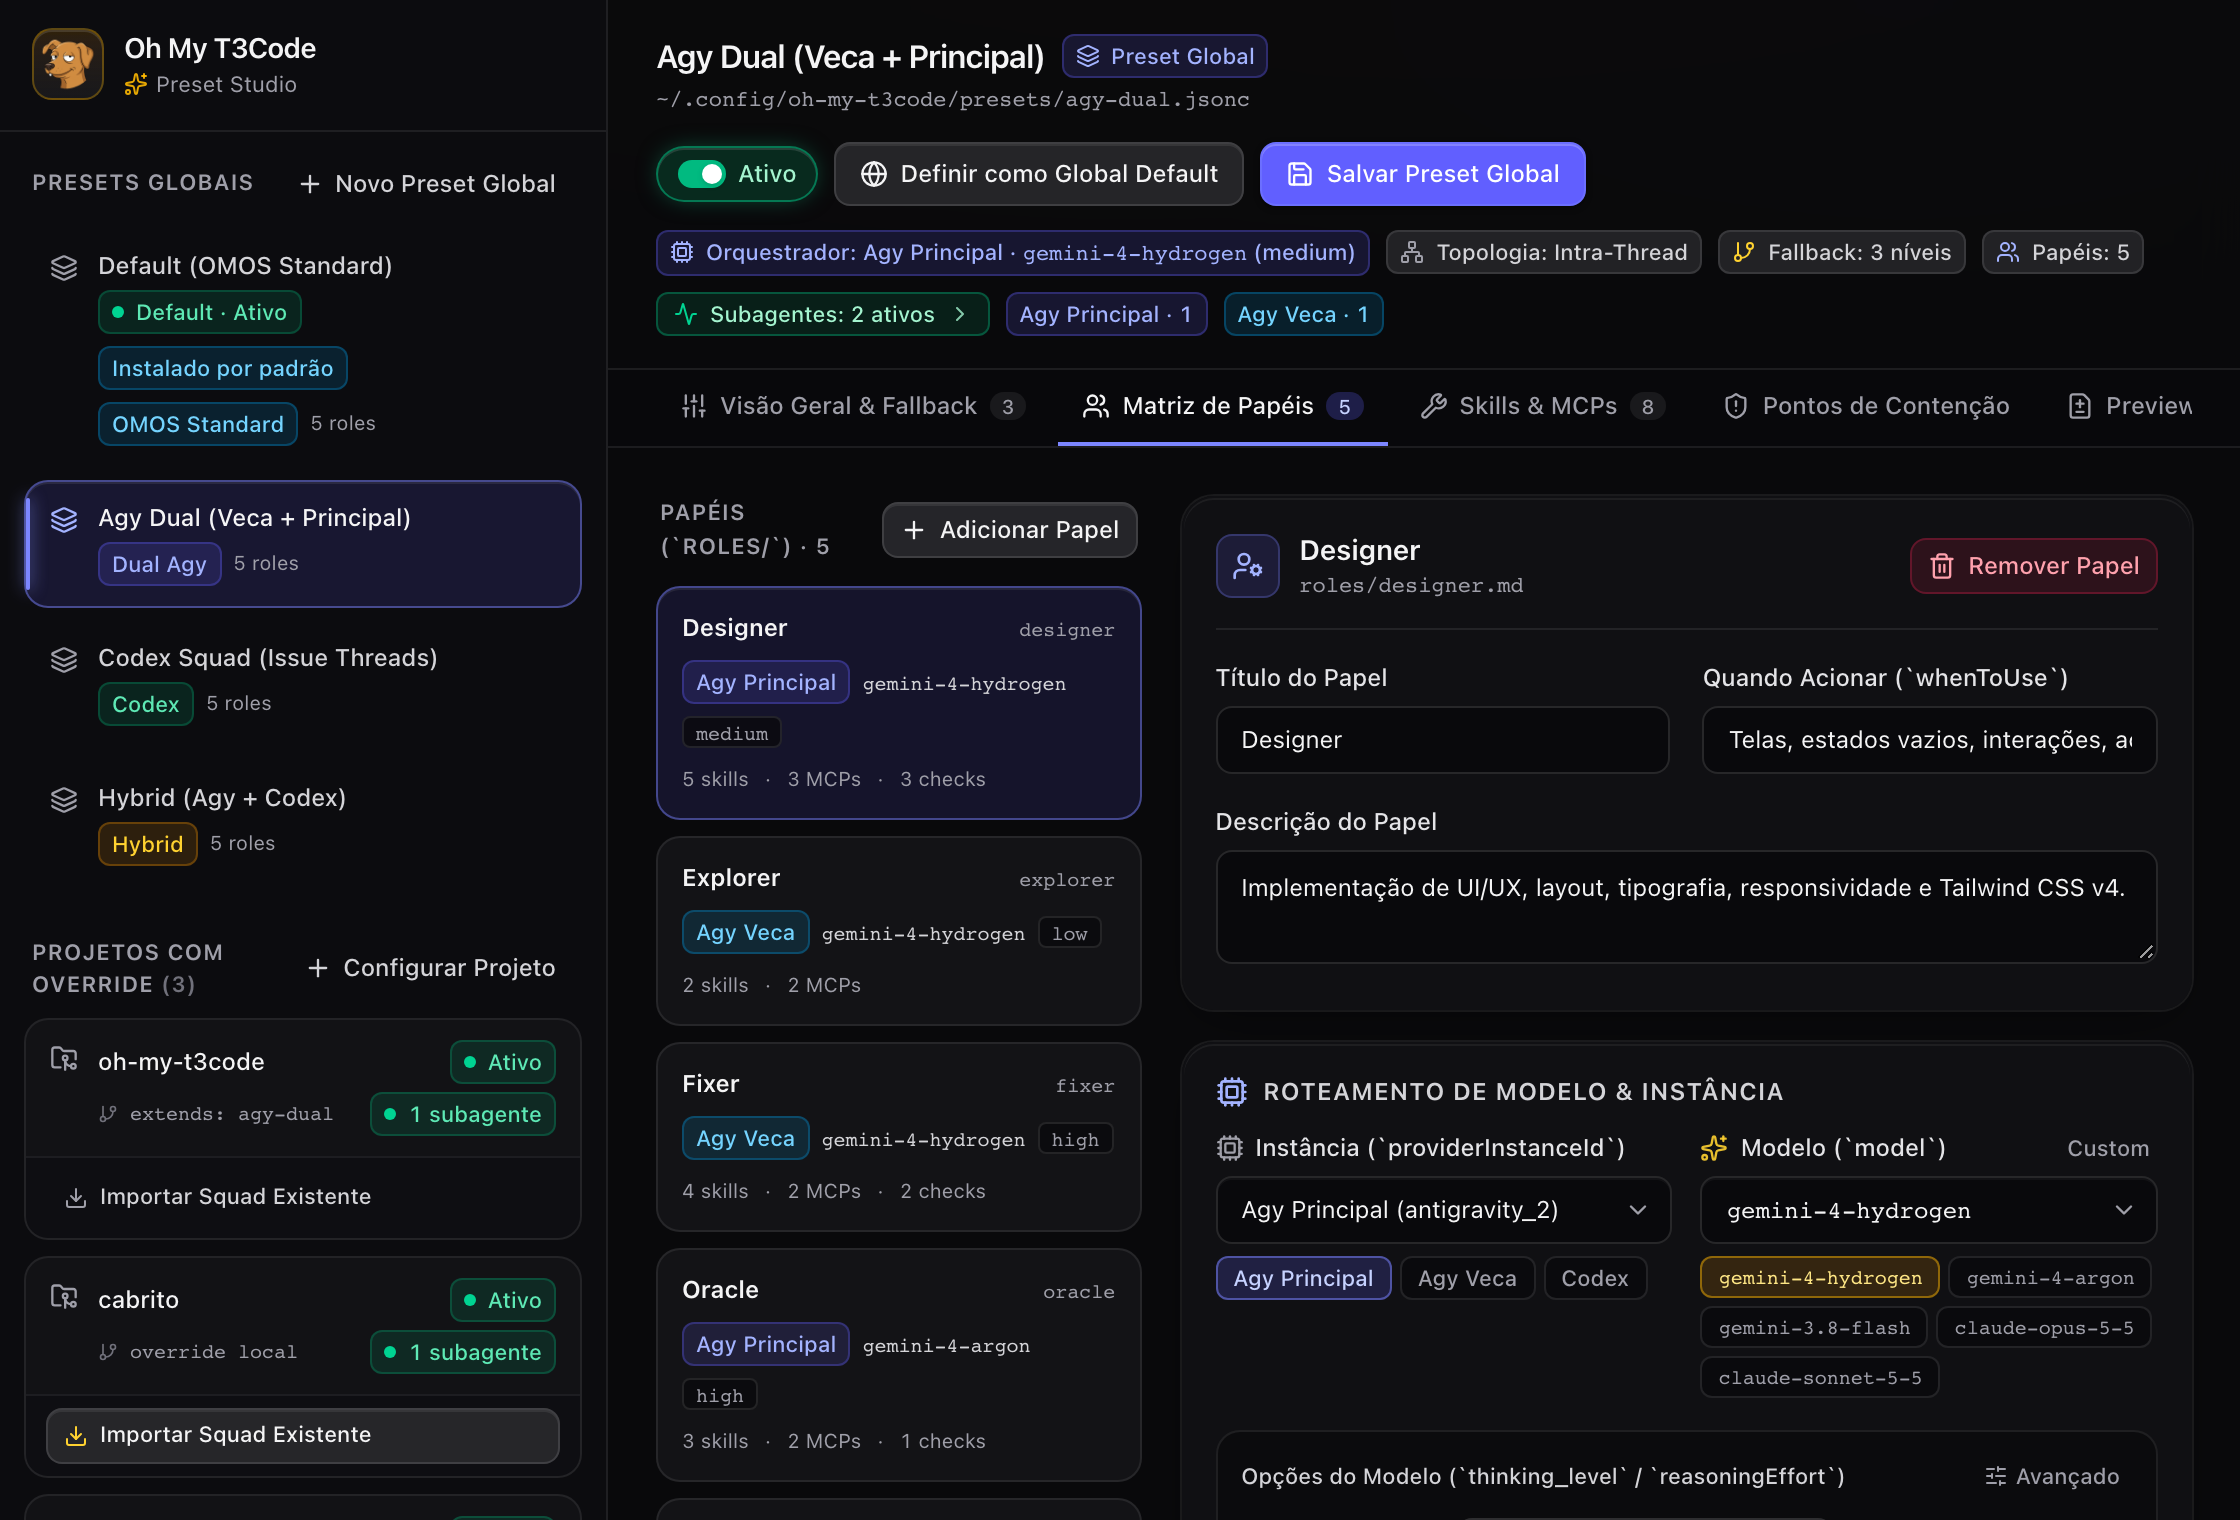 Oh My T3Code
Preset Studio
PRESETS GLOBAIS
+ Novo Preset Global
Default (OMOS Standard)
Default · Ativo
Instalado por padrão
OMOS Standard 5 roles
Agy Dual (Veca + Principal)
Dual Agy 5 roles
Codex Squad (Issue Threads)
Codex 5 roles
Hybrid (Agy + Codex)
Hybrid 5 roles
PROJETOS COM
OVERRIDE (3)
+ Configurar Projeto
oh-my-t3code Ativo
extends: agy-dual 1 subagente
Importar Squad Existente
cabrito Ativo
override local 1 subagente
Importar Squad Existente
Agy Dual (Veca + Principal) Preset Global
~/.config/oh-my-t3code/presets/agy-dual.jsonc
Ativo Definir como Global Default Salvar Preset Global
Orquestrador: Agy Principal · gemini-4-hydrogen (medium) Topologia: Intra-Thread Fallback: 3 níveis Papéis: 5
Subagentes: 2 ativos Agy Principal · 1 Agy Veca · 1
Visão Geral & Fallback 3 Matriz de Papéis 5 Skills & MCPs 8 Pontos de Contenção Preview
PAPÉIS
(`ROLES/`) · 5
+ Adicionar Papel
Designer designer
Agy Principal gemini-4-hydrogen
medium
5 skills · 3 MCPs · 3 checks
Explorer explorer
Agy Veca gemini-4-hydrogen low
2 skills · 2 MCPs
Fixer fixer
Agy Veca gemini-4-hydrogen high
4 skills · 2 MCPs · 2 checks
Oracle oracle
Agy Principal gemini-4-argon
high
3 skills · 2 MCPs · 1 checks
Designer
roles/designer.md
Remover Papel
Título do Papel
Designer
Quando Acionar (`whenToUse`)
Telas, estados vazios, interações,
Descrição do Papel
Implementação de UI/UX, layout, tipografia, responsividade e Tailwind CSS v4.
ROTEAMENTO DE MODELO & INSTÂNCIA
Instância (`providerInstanceId`)
Agy Principal (antigravity_2)
Agy Principal Agy Veca Codex
Modelo (`model`) Custom
gemini-4-hydrogen
gemini-4-hydrogen gemini-4-argon
gemini-3.8-flash claude-opus-5-5
claude-sonnet-5-5
Opções do Modelo (`thinking_level` / `reasoningEffort`) Avançado